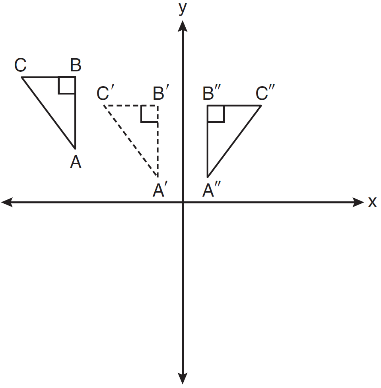 y
C B
C′ B′ B″ C″
A
A′ A″
x